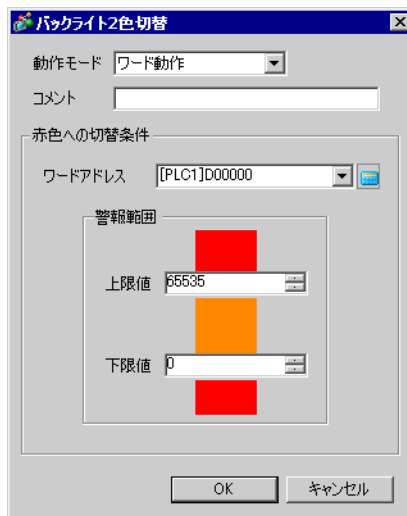 バックライト2色切替
動作モード ワード動作
コメント
赤色への切替条件
ワードアドレス [PLC1]D00000
警報範囲
上限値 65535
下限値 0
OK キャンセル